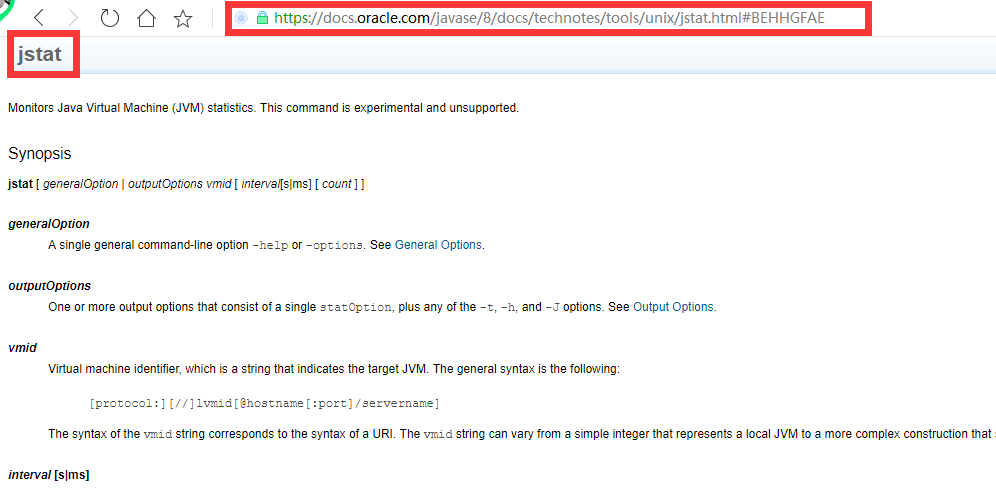 https://docs.oracle.com/javase/8/docs/technotes/tools/unix/jstat.html#BEHHGFAE
jstat
Monitors Java Virtual Machine (JVM) statistics. This command is experimental and unsupported.
Synopsis
jstat [ generalOption | outputOptions vmid [ interval[s|ms] [ count ] ]
generalOption
A single general command-line option -help or -options. See General Options.
outputOptions
One or more output options that consist of a single statOption, plus any of the -t, -h, and -J options. See Output Options.
vmid
Virtual machine identifier, which is a string that indicates the target JVM. The general syntax is the following:
[protocol:][//]lvmid[@hostname[:port]/servername]
The syntax of the vmid string corresponds to the syntax of a URI. The vmid string can vary from a simple integer that represents a local JVM to a more complex construction that
interval [s|ms]